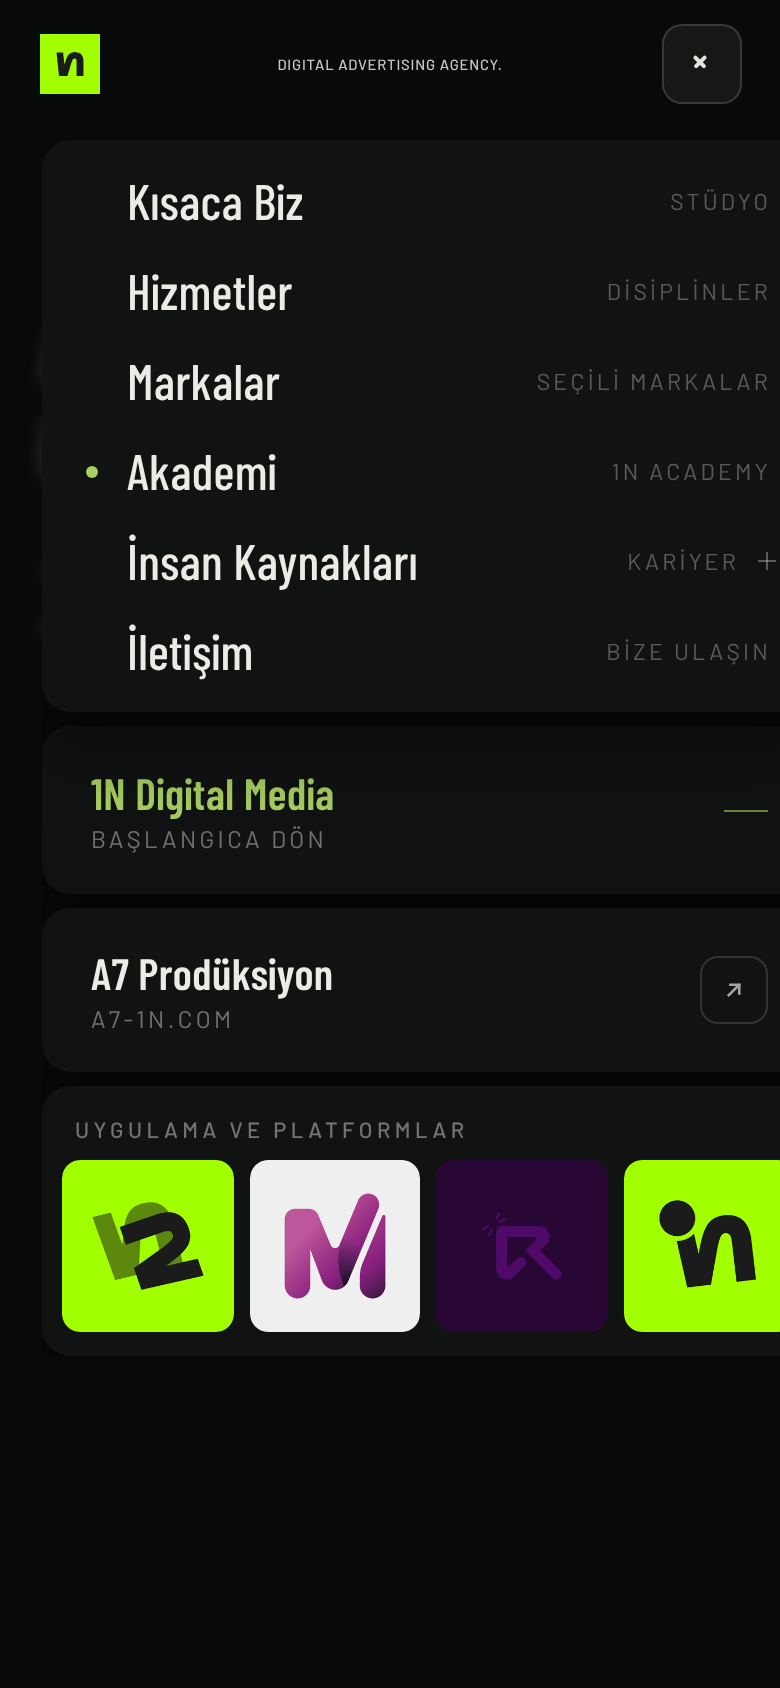 n
DIGITAL ADVERTISING AGENCY.
Kısaca Biz
STÜDYO
Hizmetler
DİSİPLİNLER
Markalar
SEÇİLİ MARKALAR
Akademi
1N ACADEMY
İnsan Kaynakları
KARİYER
İletişim
BİZE ULAŞIN
1N Digital Media
BAŞLANGICA DÖN
A7 Prodüksiyon
A7-1N.COM
UYGULAMA VE PLATFORMLAR